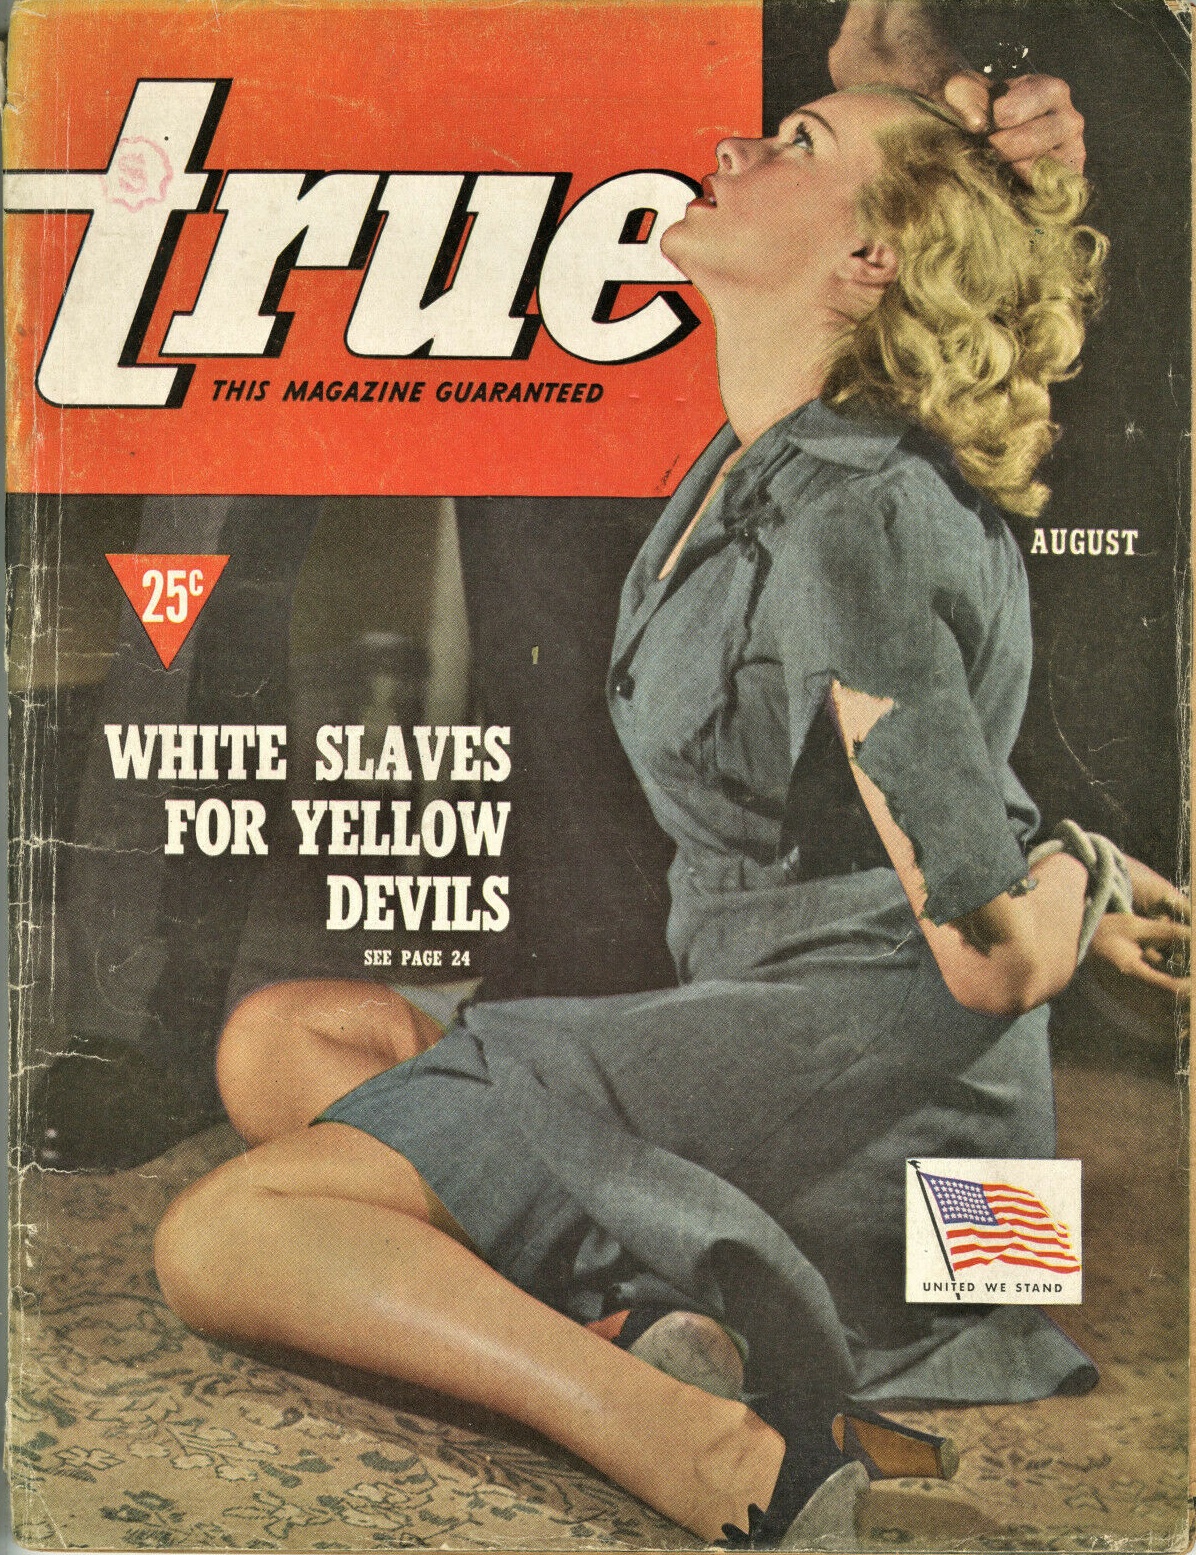 true
THIS MAGAZINE GUARANTEED
AUGUST
25¢
WHITE SLAVES
FOR YELLOW
DEVILS
SEE PAGE 24
UNITED WE STAND